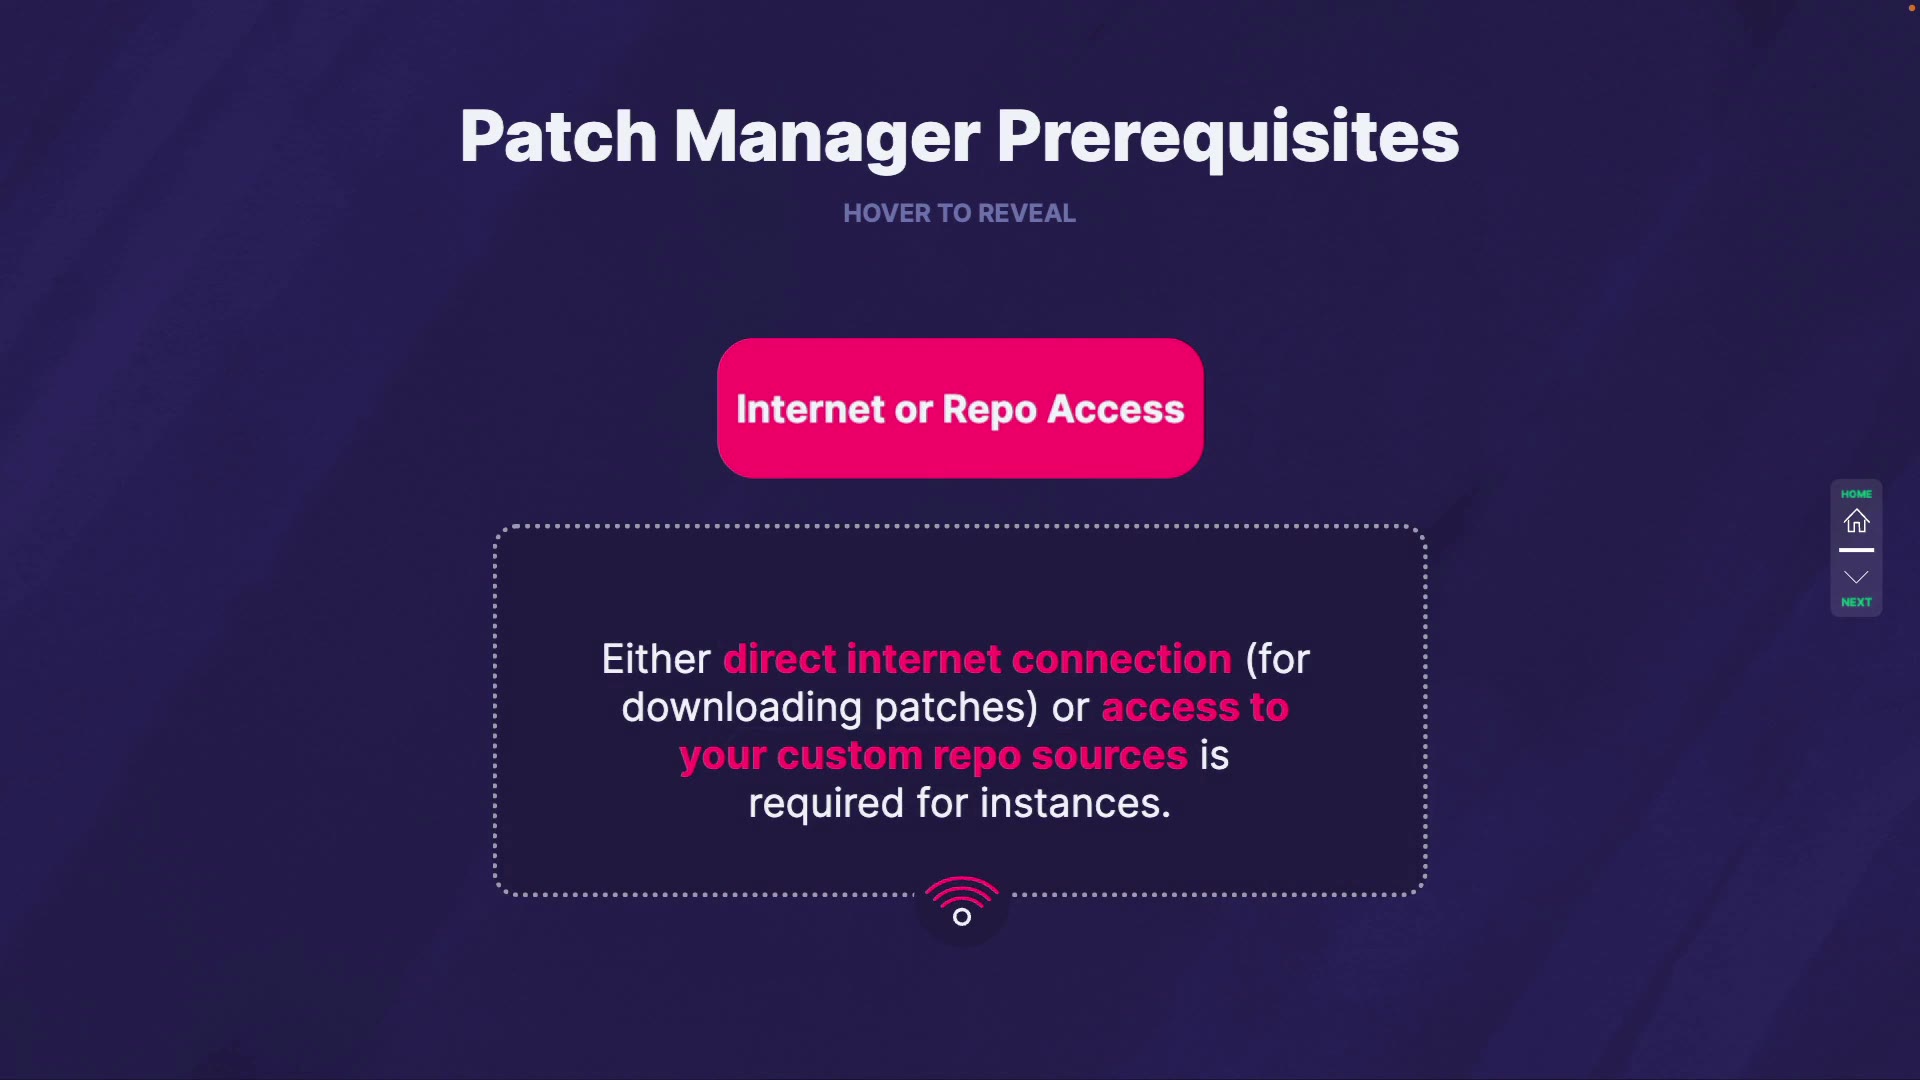 Patch Manager Prerequisites
HOVER TO REVEAL
Internet or Repo Access
Either direct internet connection (for
downloading patches) or access to
your custom repo sources is
required for instances.
HOME
NEXT